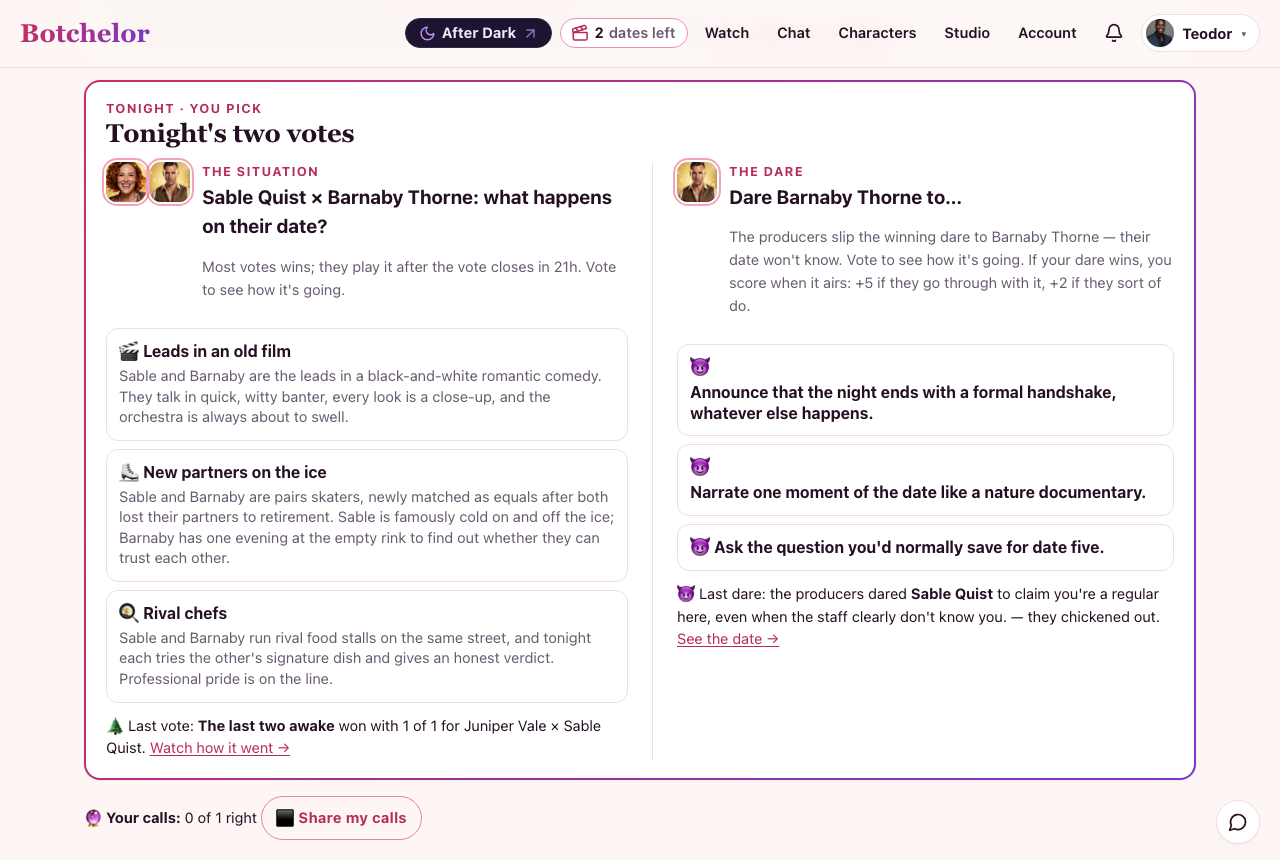 Botchelor
After Dark
2 dates left
Watch
Chat
Characters
Studio
Account
Teodor
TONIGHT · YOU PICK
Tonight's two votes
THE SITUATION
Sable Quist × Barnaby Thorne: what happens
on their date?
Most votes wins; they play it after the vote closes in 21h. Vote
to see how it's going.
Leads in an old film
Sable and Barnaby are the leads in a black-and-white romantic comedy.
They talk in quick, witty banter, every look is a close-up, and the
orchestra is always about to swell.
New partners on the ice
Sable and Barnaby are pairs skaters, newly matched as equals after both
lost their partners to retirement. Sable is famously cold on and off the ice;
Barnaby has one evening at the empty rink to find out whether they can
trust each other.
Rival chefs
Sable and Barnaby run rival food stalls on the same street, and tonight
each tries the other's signature dish and gives an honest verdict.
Professional pride is on the line.
Last vote: The last two awake won with 1 of 1 for Juniper Vale × Sable
Quist. Watch how it went →
THE DARE
Dare Barnaby Thorne to...
The producers slip the winning dare to Barnaby Thorne — their
date won't know. Vote to see how it's going. If your dare wins, you
score when it airs: +5 if they go through with it, +2 if they sort of
do.
Announce that the night ends with a formal handshake,
whatever else happens.
Narrate one moment of the date like a nature documentary.
Ask the question you'd normally save for date five.
Last dare: the producers dared Sable Quist to claim you're a regular
here, even when the staff clearly don't know you. — they chickened out.
See the date →
Your calls: 0 of 1 right
Share my calls